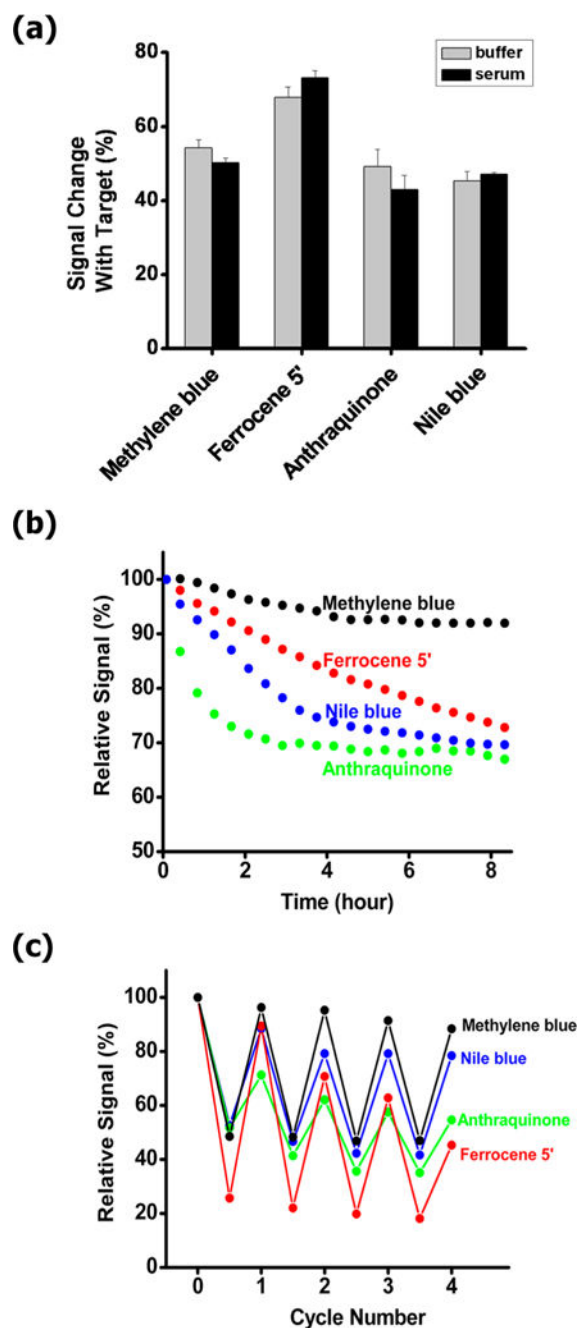 (a)
80
60
40
20
0
Signal Change
With Target (%)
buffer
serum
Methylene blue
Ferrocene 5'
Anthraquinone
Nile blue
(b)
100
90
80
70
60
50
Relative Signal (%)
Methylene blue
Ferrocene 5'
Nile blue
Anthraquinone
0 2 4 6 8
Time (hour)
(c)
100
80
60
40
20
0
Relative Signal (%)
Methylene blue
Nile blue
Anthraquinone
Ferrocene 5'
0 1 2 3 4
Cycle Number